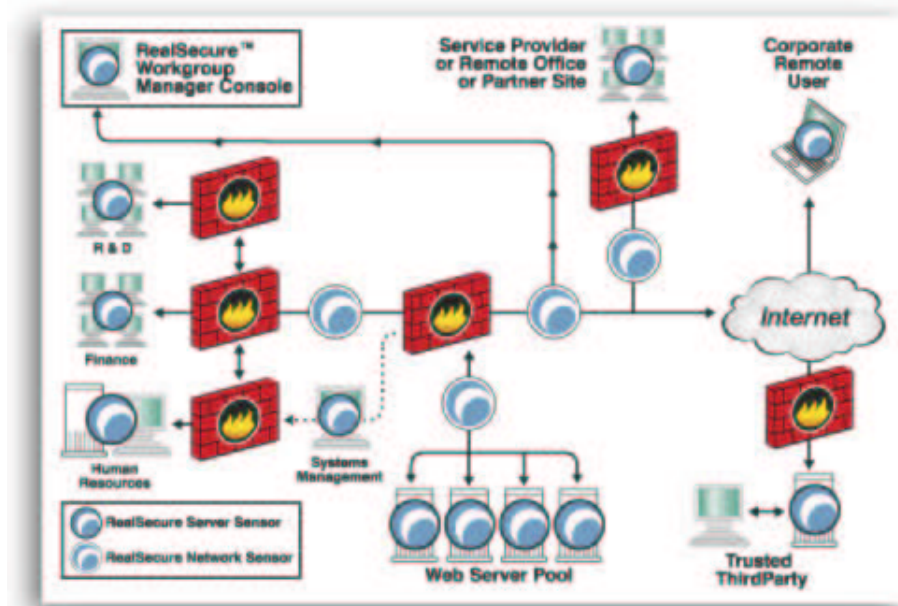 RealSecure™
Workgroup
Manager Console
Service Provider
or Remote Office
or Partner Site
Corporate
Remote
User
R & D
Finance
Internet
Human
Resources
Systems
Management
RealSecure Server Sensor
RealSecure Network Sensor
Web Server Pool
Trusted
ThirdParty